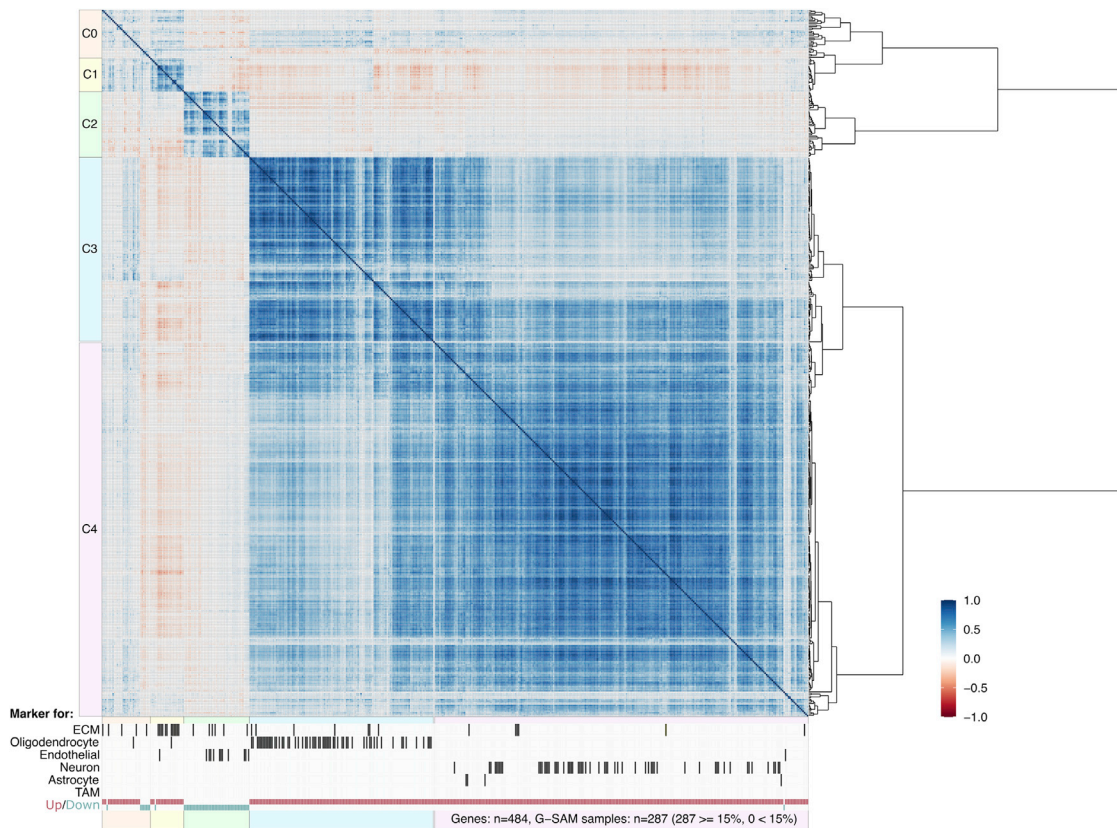 C0
C1
C2
C3
C4
1.0
0.5
0.0
−0.5
−1.0
Marker for:
ECM
Oligodendrocyte
Endothelial
Neuron
Astrocyte
TAM
Up/Down
Genes: n=484, G−SAM samples: n=287 (287 >= 15%, 0 < 15%)